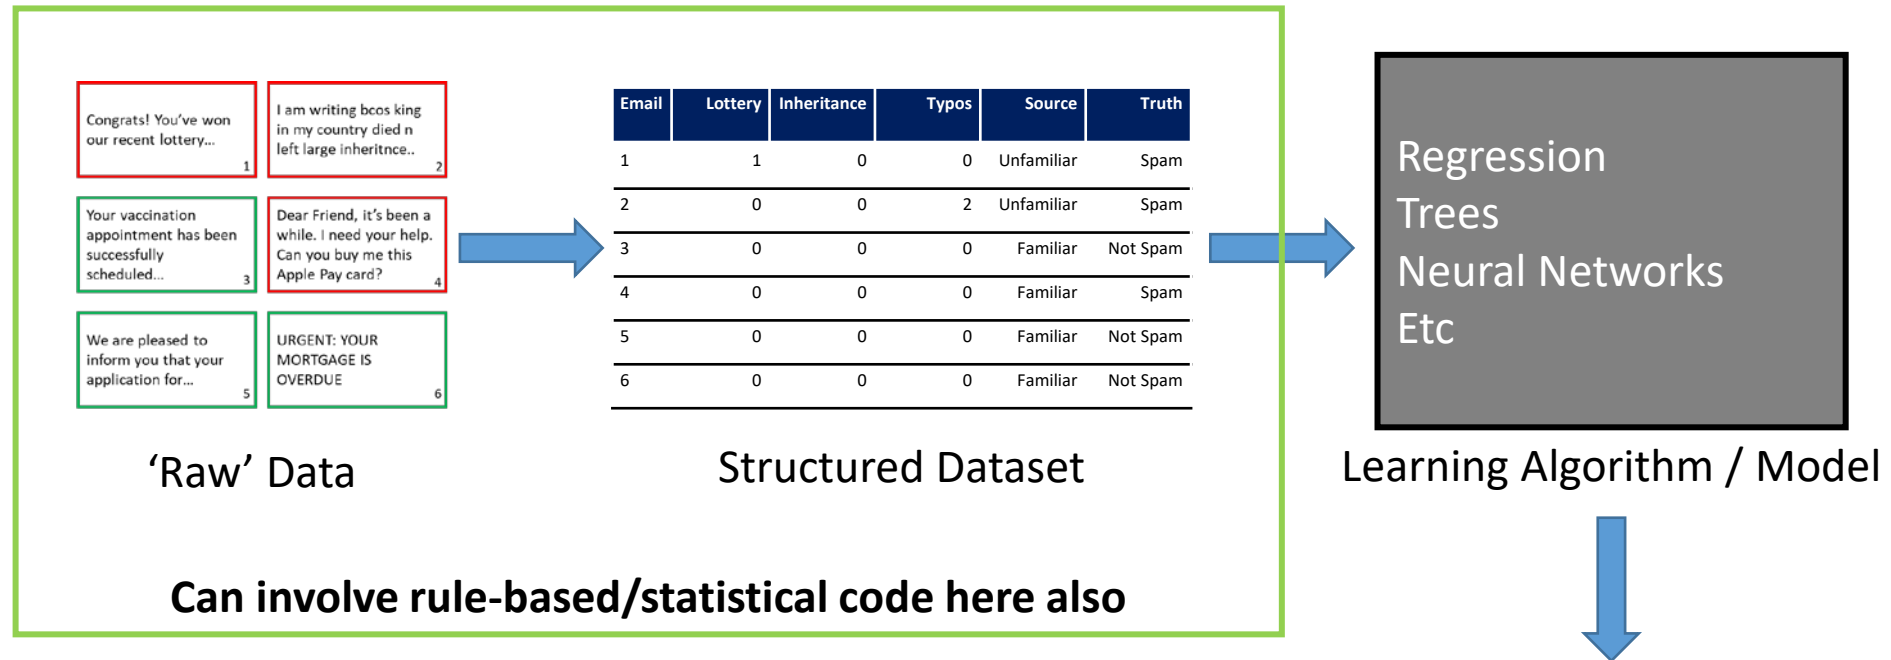 Congrats! You've won
our recent lottery...
1
I am writing bcos king
in my country died n
left large inheritnce..
2
Your vaccination
appointment has been
successfully
scheduled...
3
Dear Friend, it's been a
while. I need your help.
Can you buy me this
Apple Pay card?
4
We are pleased to
inform you that your
application for...
5
URGENT: YOUR
MORTGAGE IS
OVERDUE
6
'Raw' Data
Email Lottery Inheritance Typos Source Truth
1 1 0 0 Unfamiliar Spam
2 0 0 2 Unfamiliar Spam
3 0 0 0 Familiar Not Spam
4 0 0 0 Familiar Spam
5 0 0 0 Familiar Not Spam
6 0 0 0 Familiar Not Spam
Structured Dataset
Can involve rule-based/statistical code here also
Regression
Trees
Neural Networks
Etc
Learning Algorithm / Model